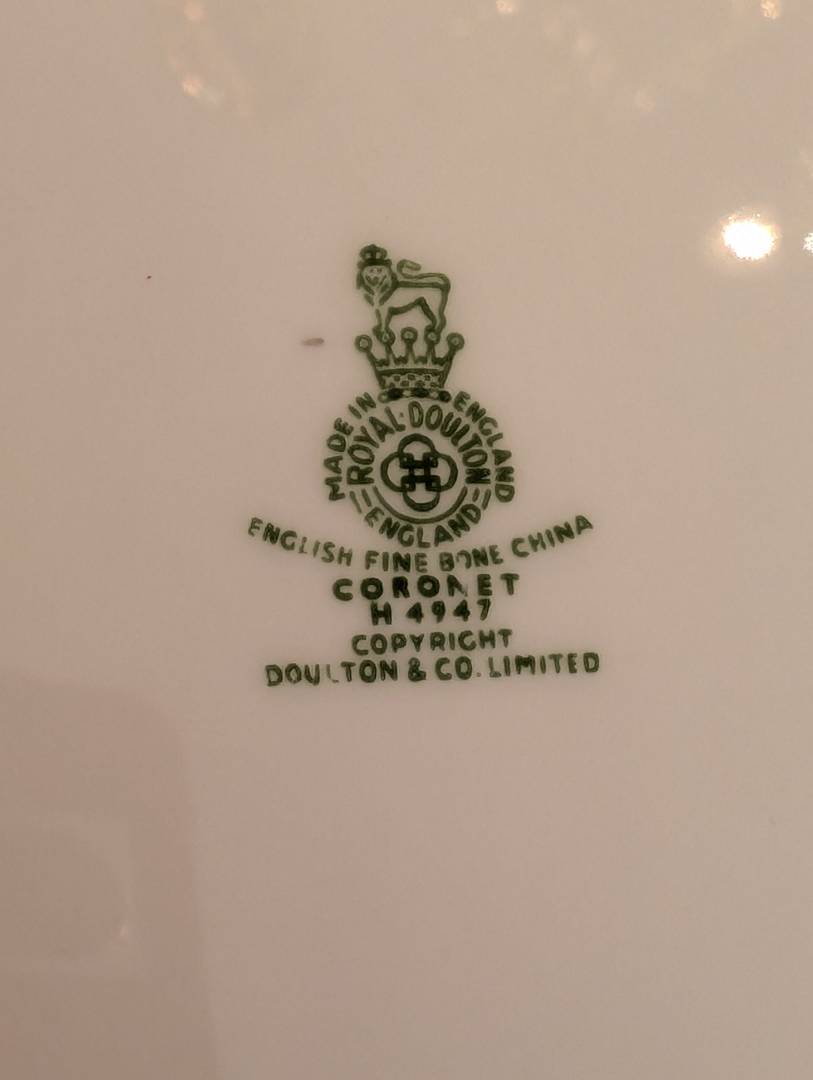 MADE IN ENGLAND
ROYAL·DOULTON
ENGLAND
ENGLISH FINE BONE CHINA
CORONET
H 4947
COPYRIGHT
DOULTON & CO. LIMITED